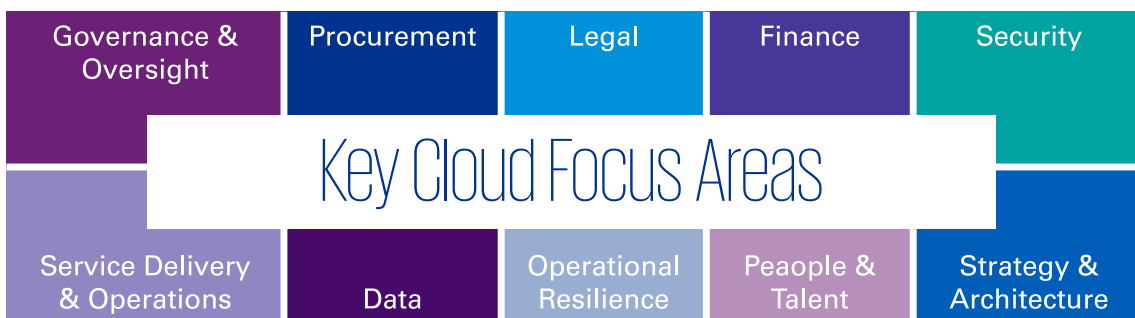 Governance &
Oversight
Procurement
Legal
Finance
Security
Key Cloud Focus Areas
Service Delivery
& Operations
Data
Operational
Resilience
Peaople &
Talent
Strategy &
Architecture